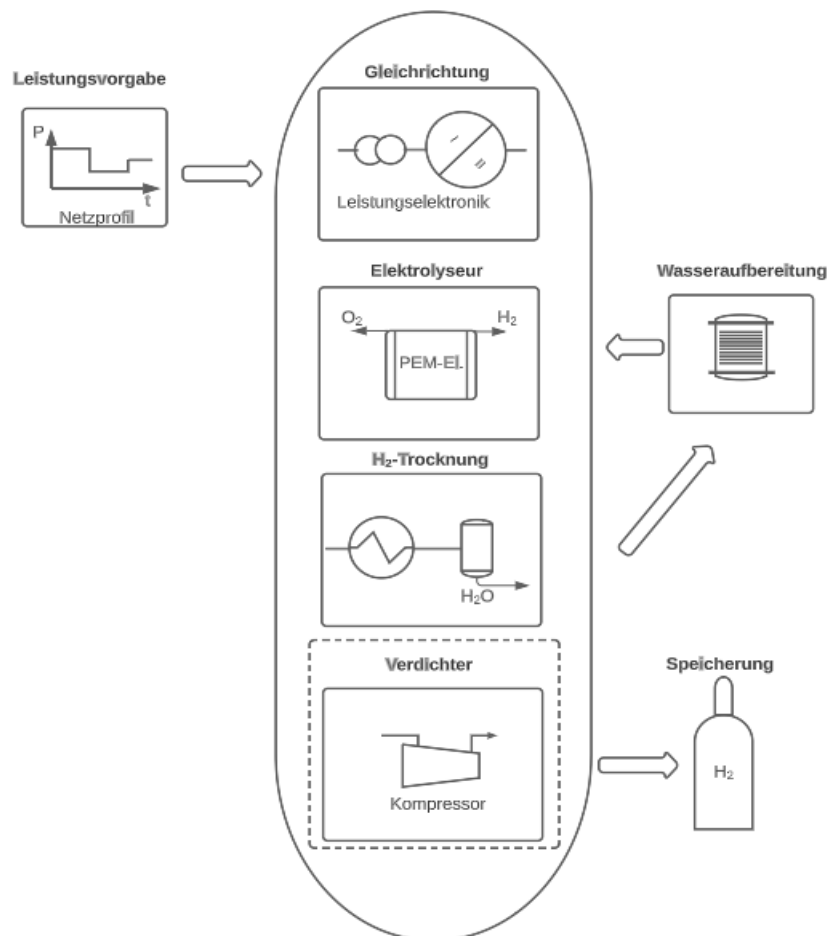 Leistungsvorgabe
P
t
Netzprofil
Gleichrichtung
Leistungselektronik
Elektrolyseur
O₂
H₂
PEM-El.
Wasseraufbereitung
H₂-Trocknung
H₂O
Verdichter
Kompressor
Speicherung
H₂